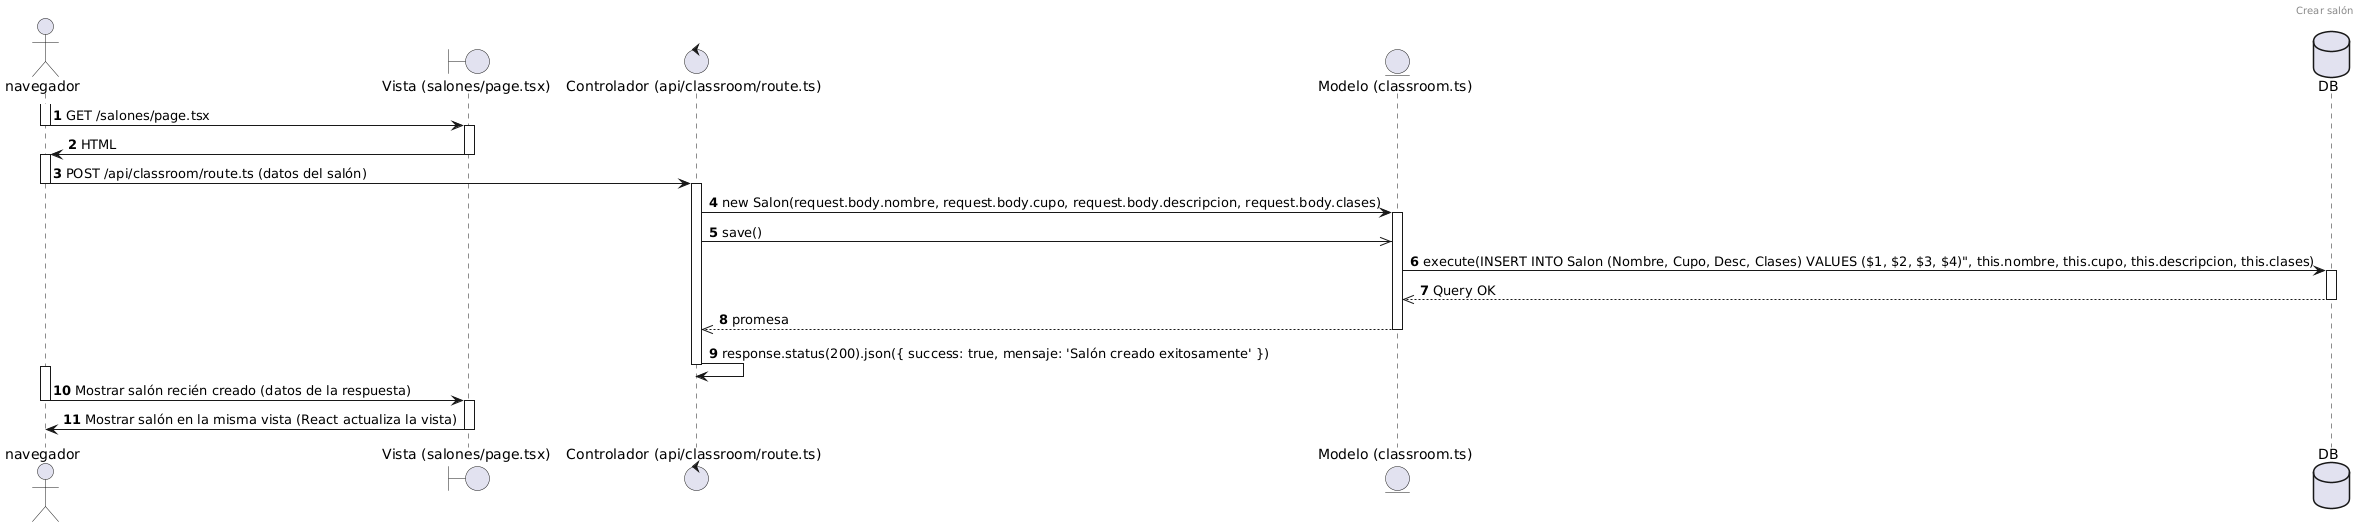 Crear salón
navegador
Vista (salones/page.tsx)
Controlador (api/classroom/route.ts)
Modelo (classroom.ts)
DB
1 GET /salones/page.tsx
2 HTML
3 POST /api/classroom/route.ts (datos del salón)
4 new Salon(request.body.nombre, request.body.cupo, request.body.descripcion, request.body.clases)
5 save()
6 execute(INSERT INTO Salon (Nombre, Cupo, Desc, Clases) VALUES ($1, $2, $3, $4)", this.nombre, this.cupo, this.descripcion, this.clases)
7 Query OK
8 promesa
9 response.status(200).json({ success: true, mensaje: 'Salón creado exitosamente' })
10 Mostrar salón recién creado (datos de la respuesta)
11 Mostrar salón en la misma vista (React actualiza la vista)
navegador
Vista (salones/page.tsx)
Controlador (api/classroom/route.ts)
Modelo (classroom.ts)
DB